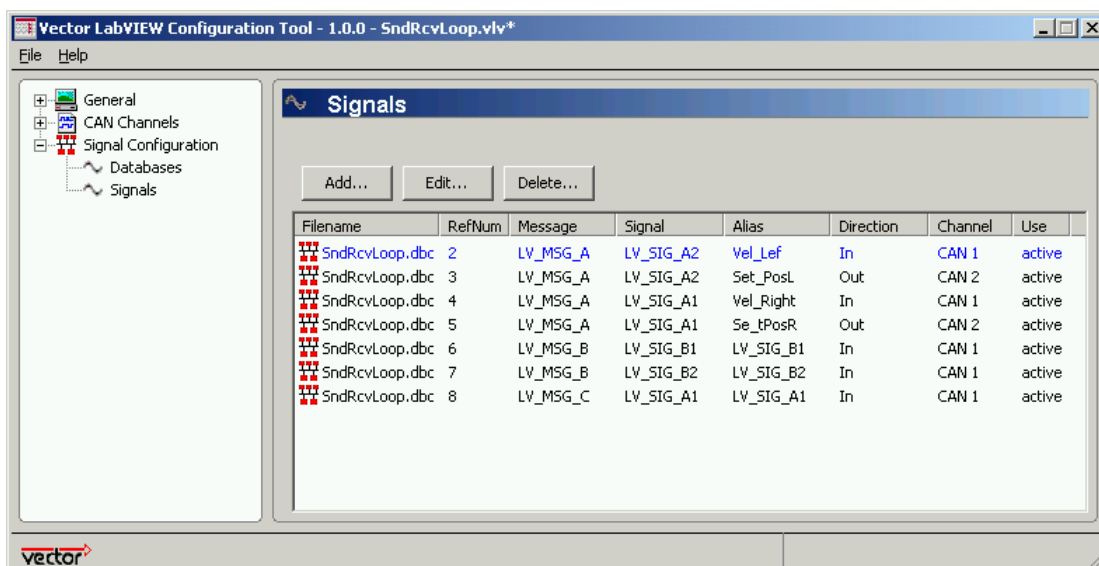 Vector LabVIEW Configuration Tool - 1.0.0 - SndRcvLoop.vlv*
File Help
General
CAN Channels
Signal Configuration
Databases
Signals
Signals
Add... Edit... Delete...
Filename RefNum Message Signal Alias Direction Channel Use
SndRcvLoop.dbc 2 LV_MSG_A LV_SIG_A2 Vel_Lef In CAN 1 active
SndRcvLoop.dbc 3 LV_MSG_A LV_SIG_A2 Set_PosL Out CAN 2 active
SndRcvLoop.dbc 4 LV_MSG_A LV_SIG_A1 Vel_Right In CAN 1 active
SndRcvLoop.dbc 5 LV_MSG_A LV_SIG_A1 Se_tPosR Out CAN 2 active
SndRcvLoop.dbc 6 LV_MSG_B LV_SIG_B1 LV_SIG_B1 In CAN 1 active
SndRcvLoop.dbc 7 LV_MSG_B LV_SIG_B2 LV_SIG_B2 In CAN 1 active
SndRcvLoop.dbc 8 LV_MSG_C LV_SIG_A1 LV_SIG_A1 In CAN 1 active
vector